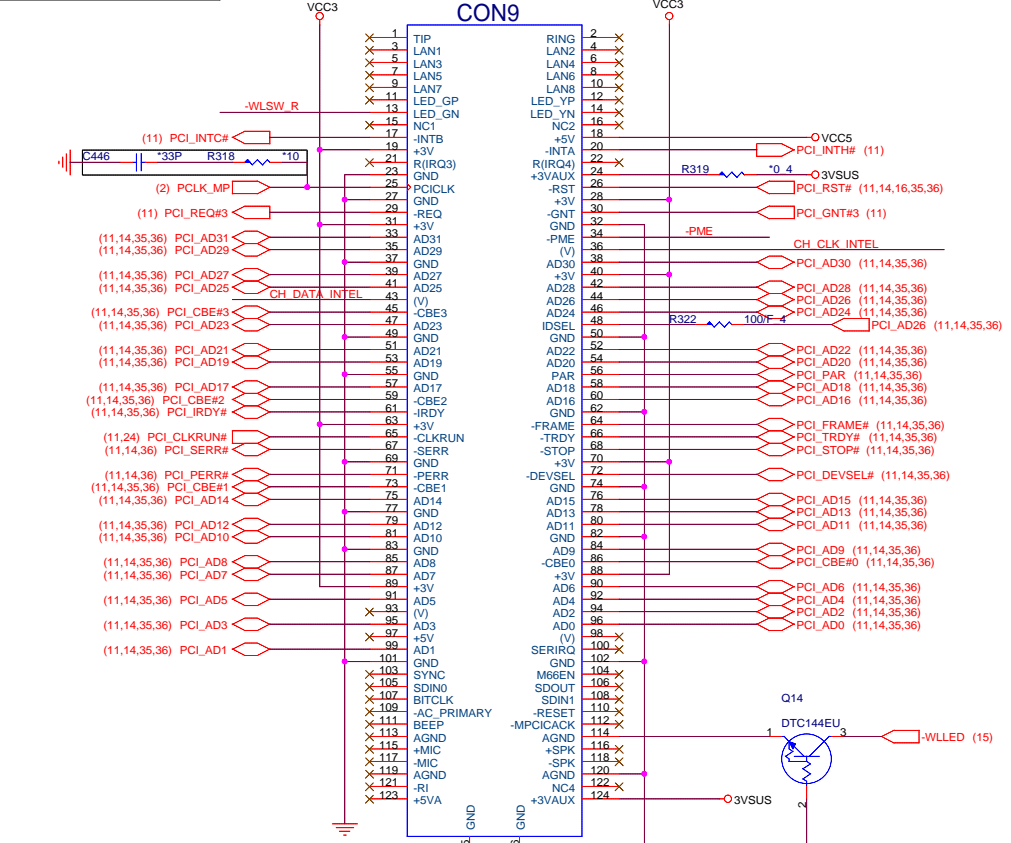 VCC3 CON9 VCC3
1 TIP RING 2
3 LAN1 LAN2 4
5 LAN3 LAN4 6
7 LAN5 LAN6 8
9 LAN7 LAN8 10
11 LED_GP LED_YP 12
-WLSW_R 13 LED_GN LED_YN 14
15 NC1 NC2 16
(11) PCI_INTC# 17 -INTB +5V 18 VCC5
19 +3V -INTA 20 PCI_INTH# (11)
C446 *33P R318 *10 21 R(IRQ3) R(IRQ4) 22
23 GND +3VAUX 24 R319 *0_4 3VSUS
(2) PCLK_MP 25 PCICLK -RST 26 PCI_RST# (11,14,16,35,36)
27 GND +3V 28
(11) PCI_REQ#3 29 -REQ -GNT 30 PCI_GNT#3 (11)
31 +3V GND 32
(11,14,35,36) PCI_AD31 33 AD31 -PME 34 -PME
(11,14,35,36) PCI_AD29 35 AD29 (V) 36 CH_CLK_INTEL
37 GND AD30 38 PCI_AD30 (11,14,35,36)
(11,14,35,36) PCI_AD27 39 AD27 +3V 40
(11,14,35,36) PCI_AD25 41 AD25 AD28 42 PCI_AD28 (11,14,35,36)
CH_DATA_INTEL 43 (V) AD26 44 PCI_AD26 (11,14,35,36)
(11,14,35,36) PCI_CBE#3 45 -CBE3 AD24 46 PCI_AD24 (11,14,35,36)
(11,14,35,36) PCI_AD23 47 AD23 IDSEL 48 R322 100/F_4 PCI_AD26 (11,14,35,36)
49 GND GND 50
(11,14,35,36) PCI_AD21 51 AD21 AD22 52 PCI_AD22 (11,14,35,36)
(11,14,35,36) PCI_AD19 53 AD19 AD20 54 PCI_AD20 (11,14,35,36)
55 GND PAR 56 PCI_PAR (11,14,35,36)
(11,14,35,36) PCI_AD17 57 AD17 AD18 58 PCI_AD18 (11,14,35,36)
(11,14,35,36) PCI_CBE#2 59 -CBE2 AD16 60 PCI_AD16 (11,14,35,36)
(11,14,35,36) PCI_IRDY# 61 -IRDY GND 62
63 +3V -FRAME 64 PCI_FRAME# (11,14,35,36)
(11,24) PCI_CLKRUN# 65 -CLKRUN -TRDY 66 PCI_TRDY# (11,14,35,36)
(11,14,36) PCI_SERR# 67 -SERR -STOP 68 PCI_STOP# (11,14,35,36)
69 GND +3V 70
(11,14,36) PCI_PERR# 71 -PERR -DEVSEL 72 PCI_DEVSEL# (11,14,35,36)
(11,14,35,36) PCI_CBE#1 73 -CBE1 GND 74
(11,14,35,36) PCI_AD14 75 AD14 AD15 76 PCI_AD15 (11,14,35,36)
77 GND AD13 78 PCI_AD13 (11,14,35,36)
(11,14,35,36) PCI_AD12 79 AD12 AD11 80 PCI_AD11 (11,14,35,36)
(11,14,35,36) PCI_AD10 81 AD10 GND 82
83 GND AD9 84 PCI_AD9 (11,14,35,36)
(11,14,35,36) PCI_AD8 85 AD8 -CBE0 86 PCI_CBE#0 (11,14,35,36)
(11,14,35,36) PCI_AD7 87 AD7 +3V 88
89 +3V AD6 90 PCI_AD6 (11,14,35,36)
(11,14,35,36) PCI_AD5 91 AD5 AD4 92 PCI_AD4 (11,14,35,36)
93 (V) AD2 94 PCI_AD2 (11,14,35,36)
(11,14,35,36) PCI_AD3 95 AD3 AD0 96 PCI_AD0 (11,14,35,36)
97 +5V (V) 98
(11,14,35,36) PCI_AD1 99 AD1 SERIRQ 100
101 GND GND 102
103 SYNC M66EN 104
105 SDIN0 SDOUT 106
107 BITCLK SDIN1 108
109 -AC_PRIMARY -RESET 110
111 BEEP -MPCICACK 112
113 AGND AGND 114
115 +MIC +SPK 116
117 -MIC -SPK 118
119 AGND AGND 120
121 -RI NC4 122
123 +5VA +3VAUX 124 3VSUS
Q14
DTC144EU
1 3 -WLLED (15)
2
GND GND